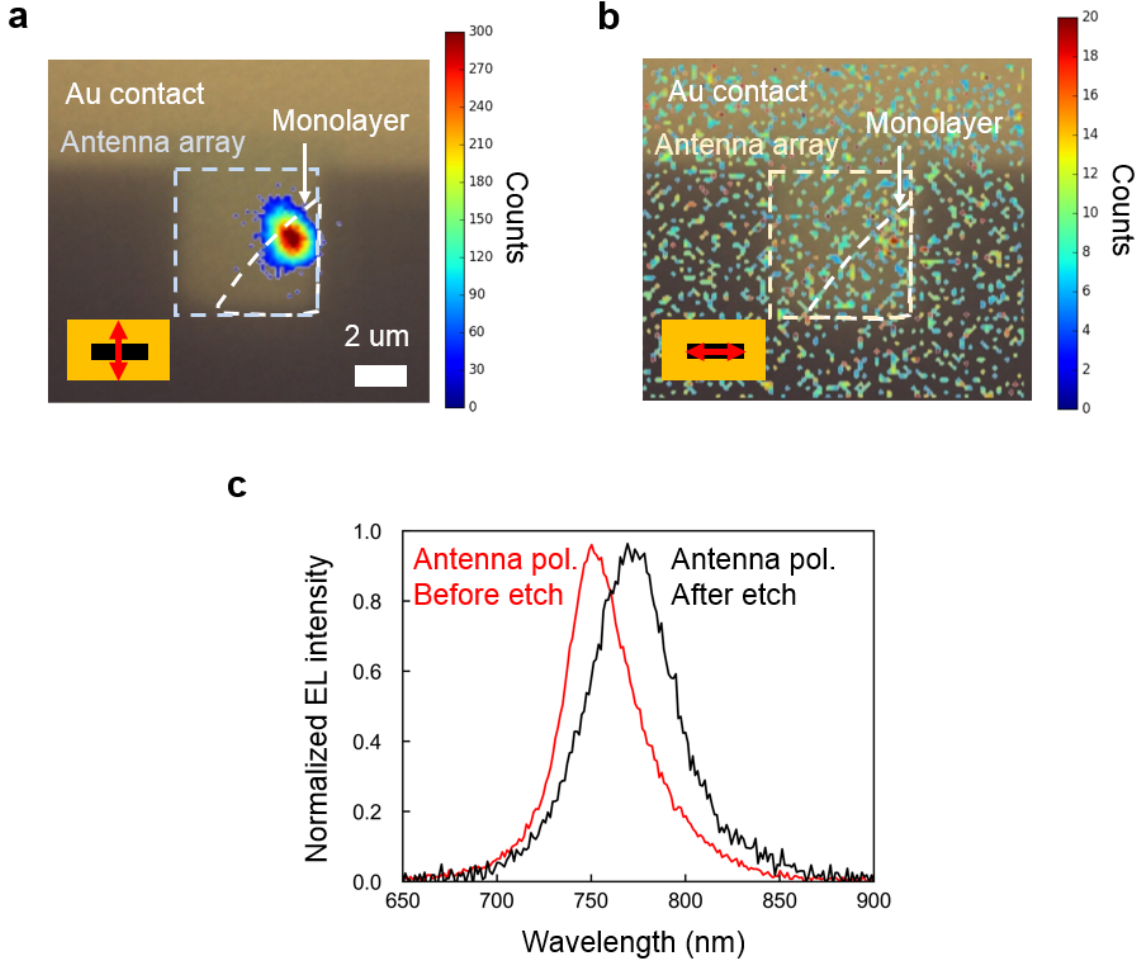 a
Au contact
Antenna array
Monolayer
2 um
300
270
240
210
180
150
120
90
60
30
0
Counts
b
Au contact
Antenna array
Monolayer
20
18
16
14
12
10
8
6
4
2
0
Counts
c
Normalized EL intensity
1.0
0.8
0.6
0.4
0.2
0.0
Antenna pol.
Before etch
Antenna pol.
After etch
650
700
750
800
850
900
Wavelength (nm)